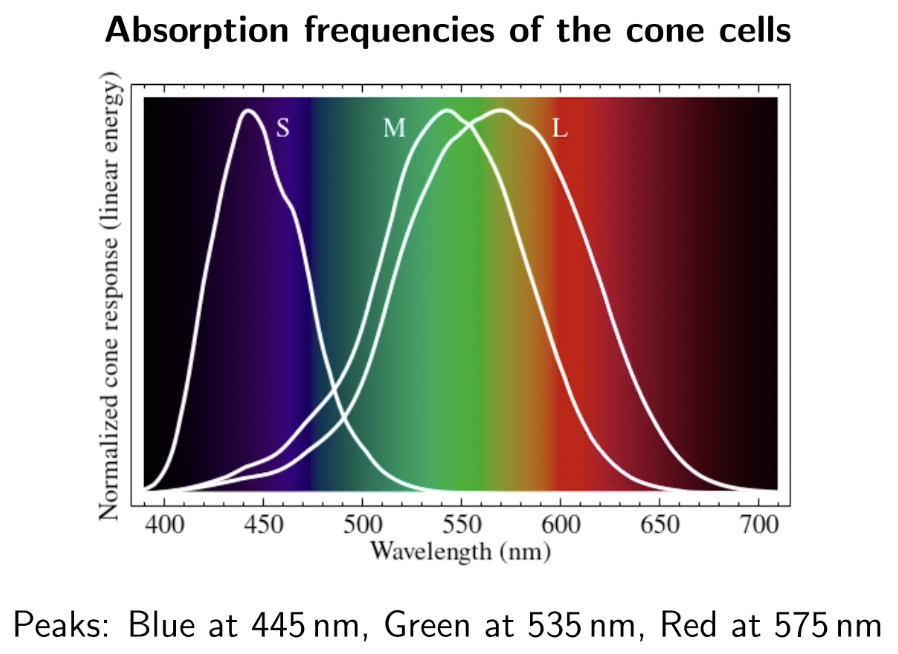 Absorption frequencies of the cone cells
Normalized cone response (linear energy)
S
M
L
400 450 500 550 600 650 700
Wavelength (nm)
Peaks: Blue at 445 nm, Green at 535 nm, Red at 575 nm